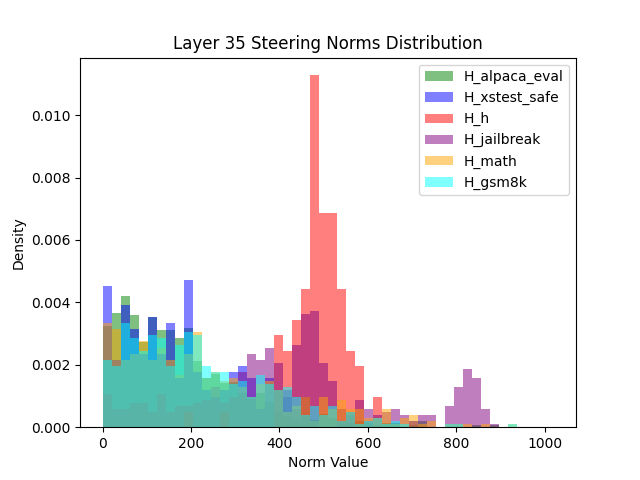 Layer 35 Steering Norms Distribution
H_alpaca_eval
H_xstest_safe
H_h
H_jailbreak
H_math
H_gsm8k
0.010
0.008
0.006
0.004
0.002
0.000
Density
0 200 400 600 800 1000
Norm Value